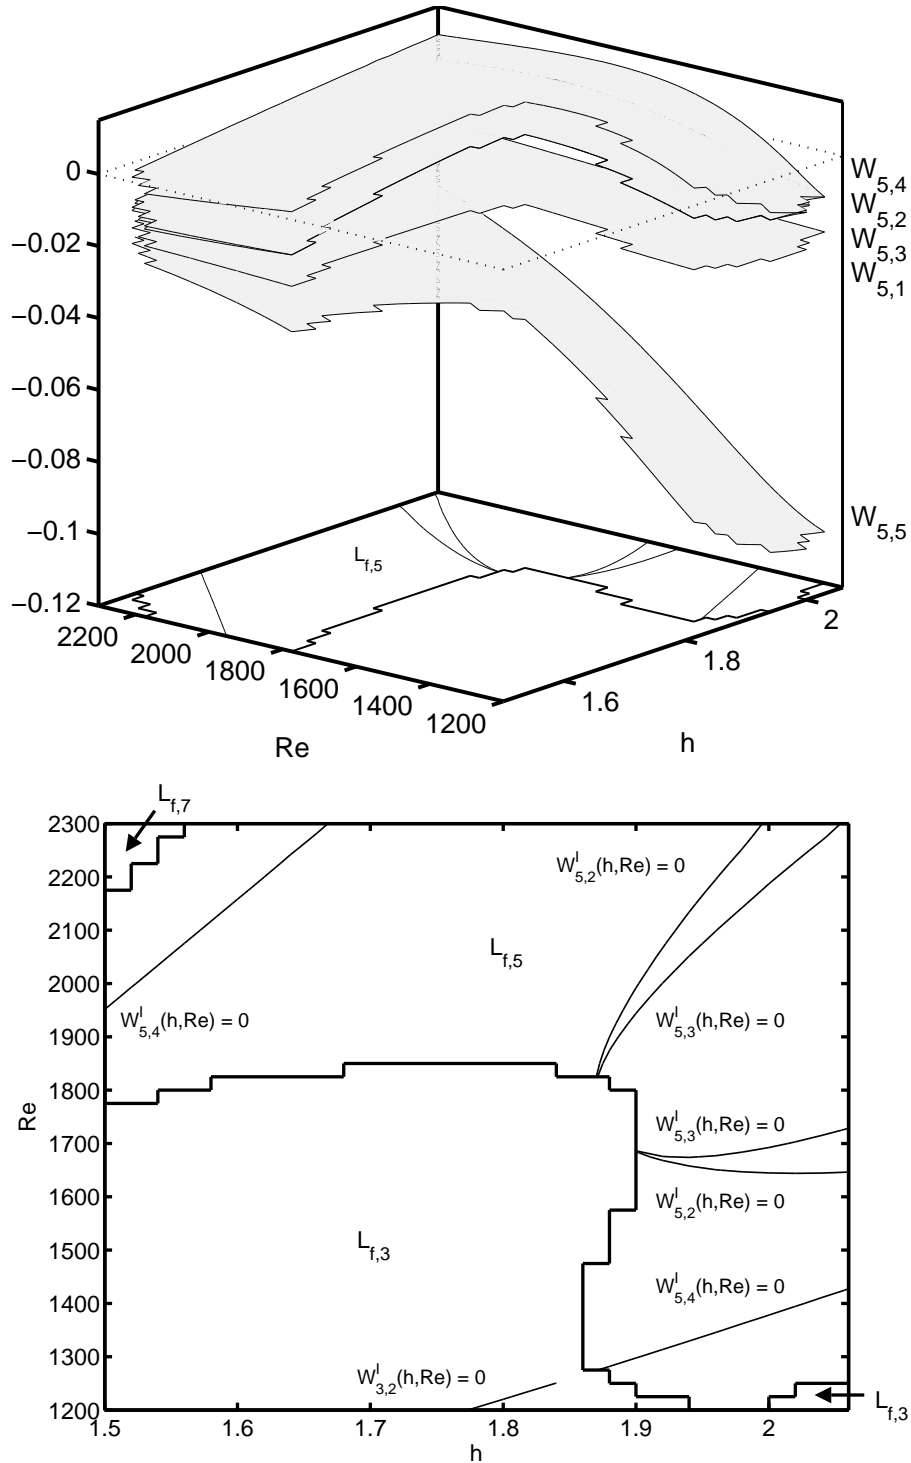 0
−0.02
−0.04
−0.06
−0.08
−0.1
−0.12
W5,4
W5,2
W5,3
W5,1
W5,5
Lf,5
2200
2000
1800
1600
1400
1200
1.6
1.8
2
Re
h
Lf,7
2300
2200
2100
2000
1900
1800
1700
1600
1500
1400
1300
1200
Re
W^l_5,2(h,Re) = 0
Lf,5
W^l_5,4(h,Re) = 0
W^l_5,3(h,Re) = 0
W^l_5,3(h,Re) = 0
W^l_5,2(h,Re) = 0
Lf,3
W^l_5,4(h,Re) = 0
W^l_3,2(h,Re) = 0
Lf,3
1.5
1.6
1.7
1.8
1.9
2
h